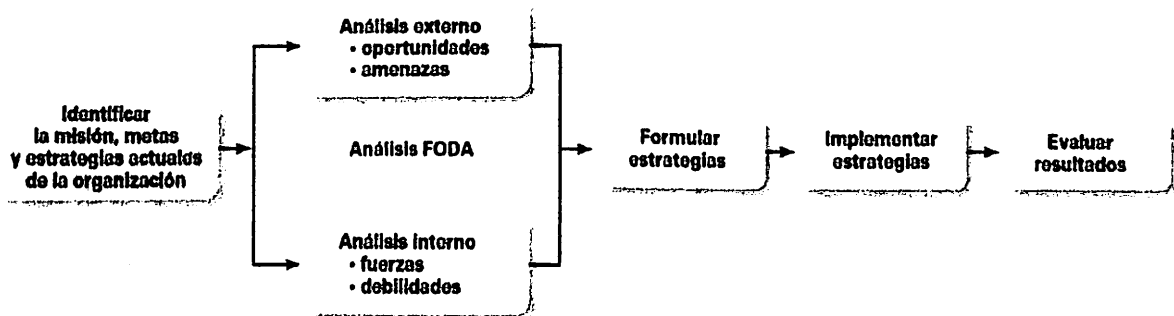 Identificar
la misión, metas
y estrategias actuales
de la organización
Análisis externo
• oportunidades
• amenazas
Análisis FODA
Análisis interno
• fuerzas
• debilidades
Formular
estrategias
Implementar
estrategias
Evaluar
resultados